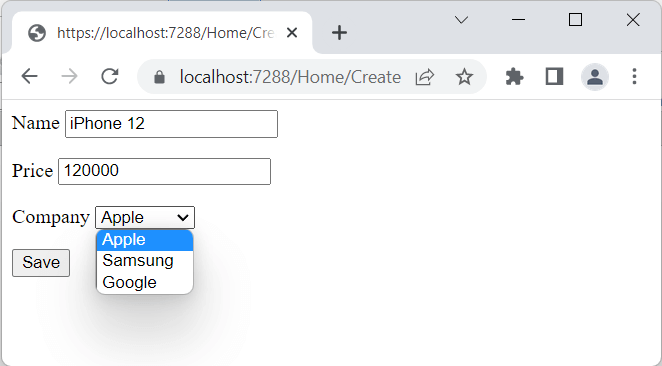 https://localhost:7288/Home/Cre
localhost:7288/Home/Create
Name iPhone 12
Price 120000
Company Apple
Apple
Samsung
Google
Save